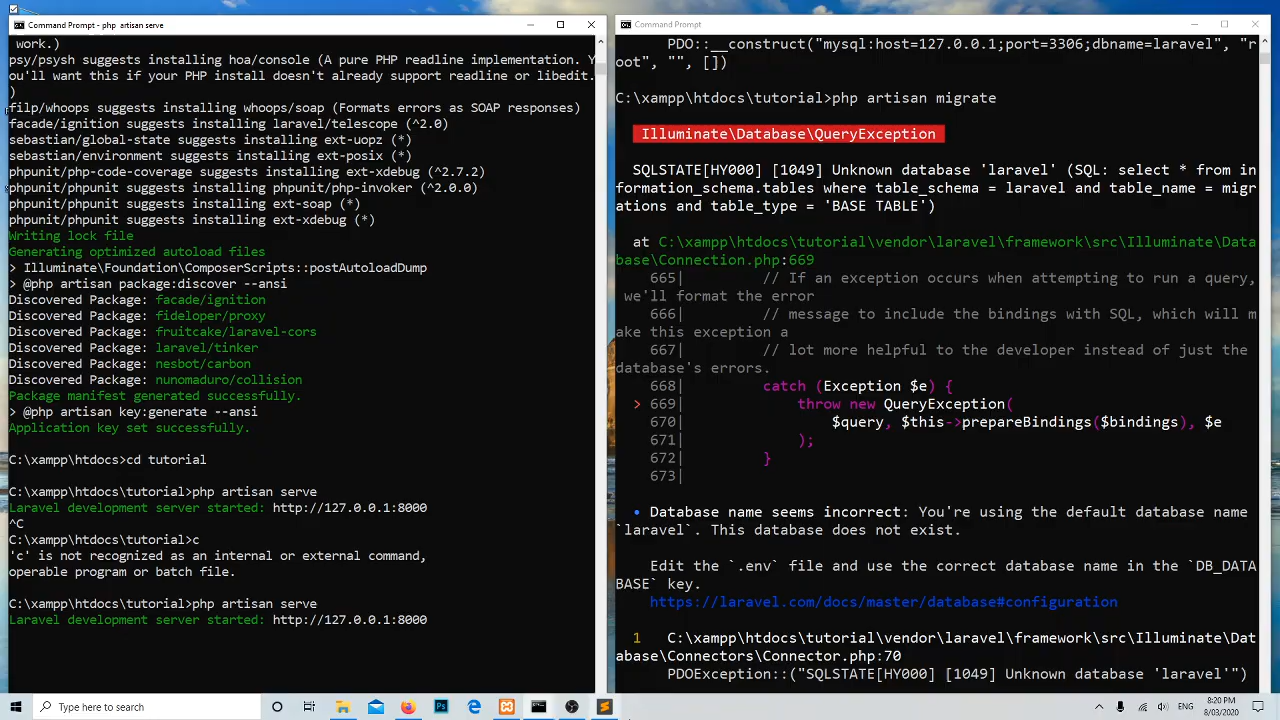 Command Prompt - php  artisan serve
 work.)
psy/psysh suggests installing hoa/console (A pure PHP readline implementation. Y
ou'll want this if your PHP install doesn't already support readline or libedit.
)
filp/whoops suggests installing whoops/soap (Formats errors as SOAP responses)
facade/ignition suggests installing laravel/telescope (^2.0)
sebastian/global-state suggests installing ext-uopz (*)
sebastian/environment suggests installing ext-posix (*)
phpunit/php-code-coverage suggests installing ext-xdebug (^2.7.2)
phpunit/phpunit suggests installing phpunit/php-invoker (^2.0.0)
phpunit/phpunit suggests installing ext-soap (*)
phpunit/phpunit suggests installing ext-xdebug (*)
Writing lock file
Generating optimized autoload files
> Illuminate\Foundation\ComposerScripts::postAutoloadDump
> @php artisan package:discover --ansi
Discovered Package: facade/ignition
Discovered Package: fideloper/proxy
Discovered Package: fruitcake/laravel-cors
Discovered Package: laravel/tinker
Discovered Package: nesbot/carbon
Discovered Package: nunomaduro/collision
Package manifest generated successfully.
> @php artisan key:generate --ansi
Application key set successfully.
C:\xampp\htdocs>cd tutorial
C:\xampp\htdocs\tutorial>php artisan serve
Laravel development server started: http://127.0.0.1:8000
^C
C:\xampp\htdocs\tutorial>c
'c' is not recognized as an internal or external command,
operable program or batch file.
C:\xampp\htdocs\tutorial>php artisan serve
Laravel development server started: http://127.0.0.1:8000
Command Prompt
PDO::__construct("mysql:host=127.0.0.1;port=3306;dbname=laravel", "r
oot", "", [])
C:\xampp\htdocs\tutorial>php artisan migrate
Illuminate\Database\QueryException
SQLSTATE[HY000] [1049] Unknown database 'laravel' (SQL: select * from in
formation_schema.tables where table_schema = laravel and table_name = migr
ations and table_type = 'BASE TABLE')
at C:\xampp\htdocs\tutorial\vendor\laravel\framework\src\Illuminate\Data
base\Connection.php:669
665|         // If an exception occurs when attempting to run a query,
we'll format the error
666|         // message to include the bindings with SQL, which will m
ake this exception a
667|         // lot more helpful to the developer instead of just the
database's errors.
668|         catch (Exception $e) {
> 669|             throw new QueryException(
670|                 $query, $this->prepareBindings($bindings), $e
671|             );
672|         }
673|
• Database name seems incorrect: You're using the default database name
`laravel`. This database does not exist.
Edit the `.env` file and use the correct database name in the `DB_DATA
BASE` key.
https://laravel.com/docs/master/database#configuration
1   C:\xampp\htdocs\tutorial\vendor\laravel\framework\src\Illuminate\Dat
abase\Connectors\Connector.php:70
PDOException::("SQLSTATE[HY000] [1049] Unknown database 'laravel'")
Type here to search
Ps
ENG
8:20 PM
8/03/2020